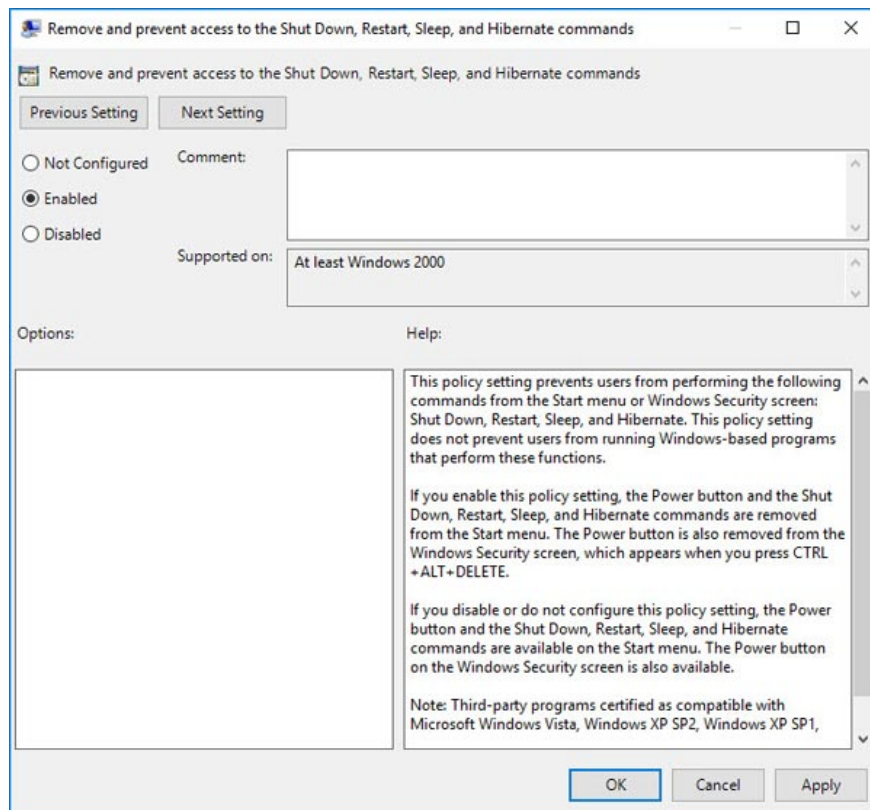 Remove and prevent access to the Shut Down, Restart, Sleep, and Hibernate commands
Remove and prevent access to the Shut Down, Restart, Sleep, and Hibernate commands
Previous Setting
Next Setting
Not Configured
Enabled
Disabled
Comment:
Supported on:
At least Windows 2000
Options:
Help:
This policy setting prevents users from performing the following
commands from the Start menu or Windows Security screen:
Shut Down, Restart, Sleep, and Hibernate. This policy setting
does not prevent users from running Windows-based programs
that perform these functions.
If you enable this policy setting, the Power button and the Shut
Down, Restart, Sleep, and Hibernate commands are removed
from the Start menu. The Power button is also removed from the
Windows Security screen, which appears when you press CTRL
+ALT+DELETE.
If you disable or do not configure this policy setting, the Power
button and the Shut Down, Restart, Sleep, and Hibernate
commands are available on the Start menu. The Power button
on the Windows Security screen is also available.
Note: Third-party programs certified as compatible with
Microsoft Windows Vista, Windows XP SP2, Windows XP SP1,
OK
Cancel
Apply